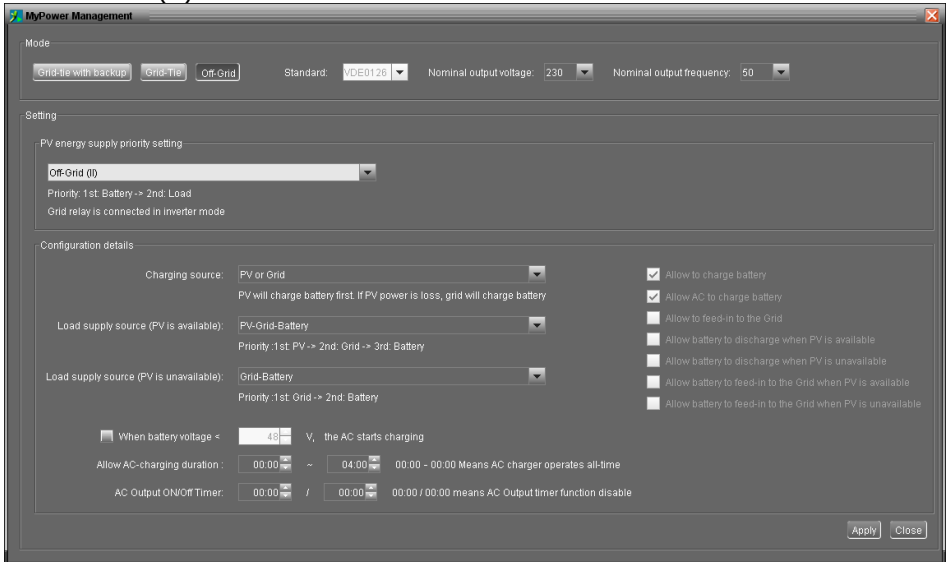 MyPower Management
Mode
Grid-tie with backup Grid-Tie Off-Grid Standard: VDE0126 Nominal output voltage: 230 Nominal output frequency: 50
Setting
PV energy supply priority setting
Off-Grid (II)
Priority: 1st: Battery -> 2nd: Load
Grid relay is connected in inverter mode
Configuration details
Charging source: PV or Grid
PV will charge battery first. If PV power is loss, grid will charge battery
Load supply source (PV is available): PV-Grid-Battery
Priority :1st: PV -> 2nd: Grid -> 3rd: Battery
Load supply source (PV is unavailable): Grid-Battery
Priority :1st: Grid -> 2nd: Battery
Allow to charge battery
Allow AC to charge battery
Allow to feed-in to the Grid
Allow battery to discharge when PV is available
Allow battery to discharge when PV is unavailable
Allow battery to feed-in to the Grid when PV is available
Allow battery to feed-in to the Grid when PV is unavailable
When battery voltage < 48 V, the AC starts charging
Allow AC-charging duration : 00:00 ~ 04:00 00:00 - 00:00 Means AC charger operates all-time
AC Output ON/Off Timer: 00:00 / 00:00 00:00 / 00:00 means AC Output timer function disable
Apply Close